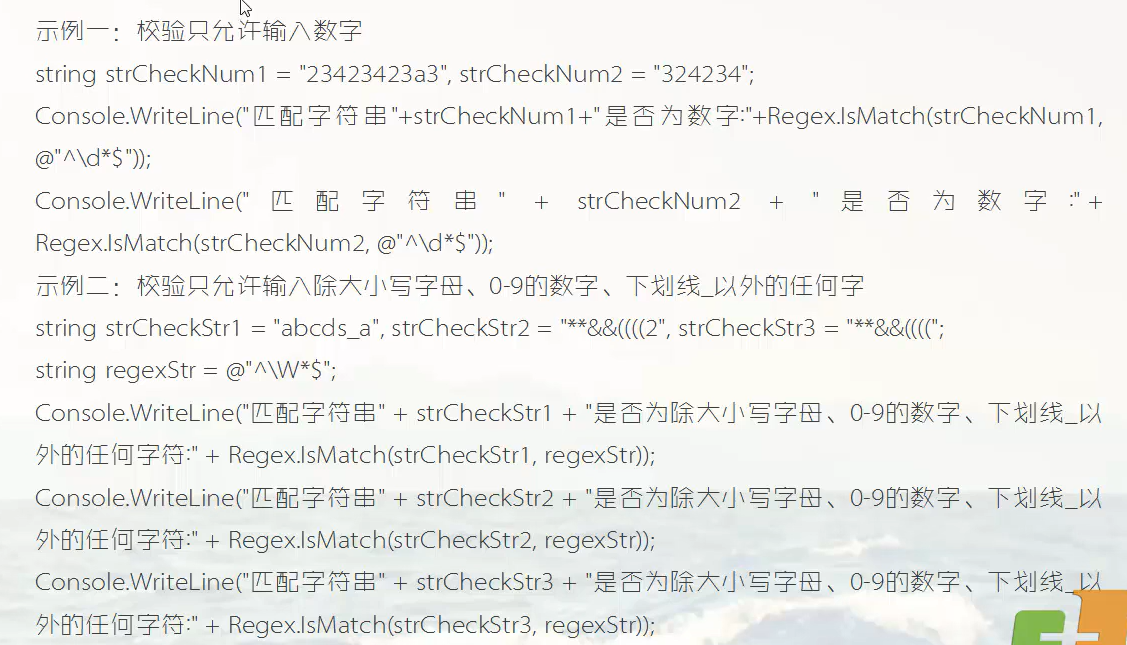 示例一：校验只允许输入数字
string strCheckNum1 = "23423423a3", strCheckNum2 = "324234";
Console.WriteLine("匹配字符串"+strCheckNum1+"是否为数字:"+Regex.IsMatch(strCheckNum1,
@"^\d*$"));
Console.WriteLine(" 匹 配 字 符 串 " + strCheckNum2 + " 是 否 为 数 字 :" +
Regex.IsMatch(strCheckNum2, @"^\d*$"));
示例二：校验只允许输入除大小写字母、0-9的数字、下划线_以外的任何字
string strCheckStr1 = "abcds_a", strCheckStr2 = "**&&((((2", strCheckStr3 = "**&&((((";
string regexStr = @"^\W*$";
Console.WriteLine("匹配字符串" + strCheckStr1 + "是否为除大小写字母、0-9的数字、下划线_以
外的任何字符:" + Regex.IsMatch(strCheckStr1, regexStr));
Console.WriteLine("匹配字符串" + strCheckStr2 + "是否为除大小写字母、0-9的数字、下划线_以
外的任何字符:" + Regex.IsMatch(strCheckStr2, regexStr));
Console.WriteLine("匹配字符串" + strCheckStr3 + "是否为除大小写字母、0-9的数字、下划线_以
外的任何字符:" + Regex.IsMatch(strCheckStr3, regexStr));